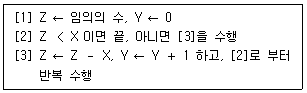 [1] Z ← 임의의 수, Y ← 0
[2] Z < X이면 끝, 아니면 [3]을 수행
[3] Z ← Z - X, Y ← Y + 1 하고, [2]로 부터
반복 수행